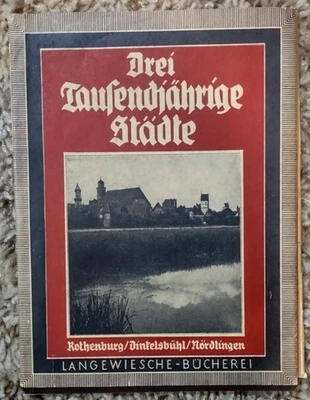 Drei
Tausendjährige
Städte
Rothenburg/Dinkelsbühl/Nördlingen
LANGEWIESCHE-BÜCHEREI